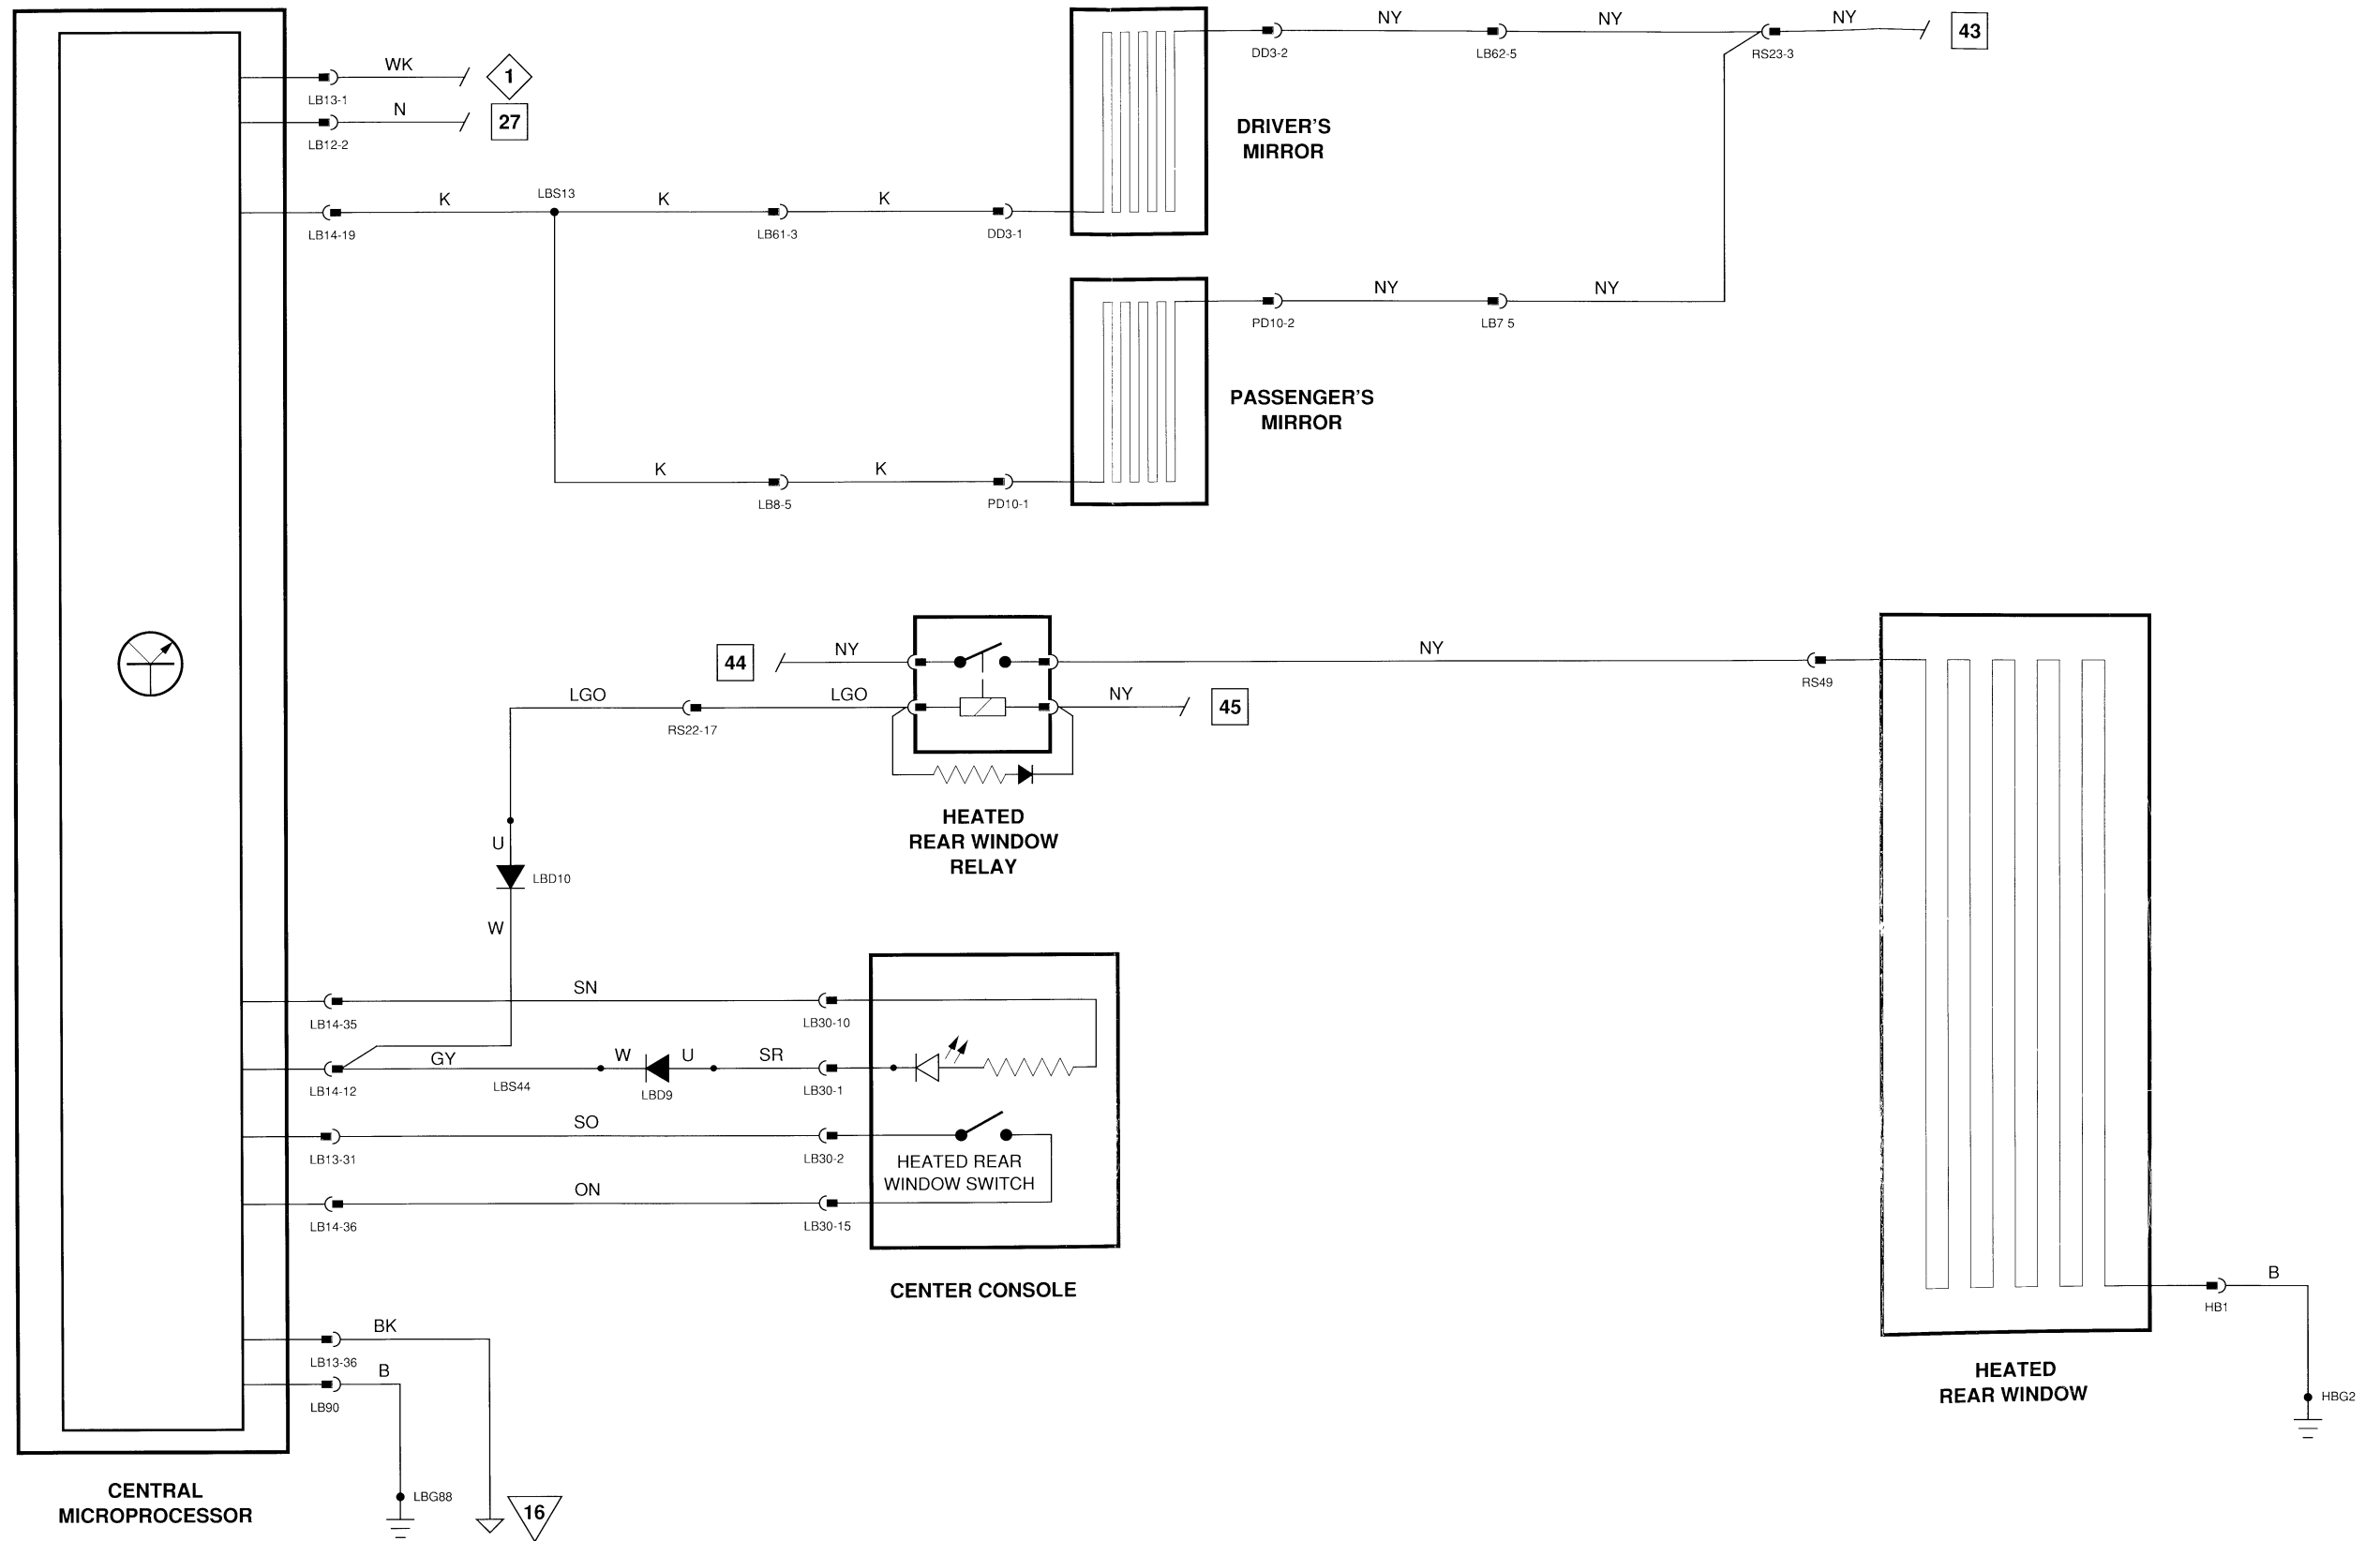 NY
NY
NY
43
DD3-2
LB62-5
RS23-3
WK
1
LB13-1
N
27
LB12-2
DRIVER'S
MIRROR
K
LBS13
K
K
LB14-19
LB61-3
DD3-1
NY
NY
PD10-2
LB7 5
PASSENGER'S
MIRROR
K
K
LB8-5
PD10-1
44
NY
NY
RS49
LGO
LGO
NY
45
RS22-17
HEATED
REAR WINDOW
RELAY
U
LBD10
W
SN
LB14-35
LB30-10
GY
W
U
SR
LB14-12
LBS44
LBD9
LB30-1
SO
LB13-31
LB30-2
HEATED REAR
WINDOW SWITCH
ON
LB14-36
LB30-15
CENTER CONSOLE
B
HB1
BK
LB13-36
B
LB90
HEATED
REAR WINDOW
HBG2
CENTRAL
MICROPROCESSOR
LBG88
16